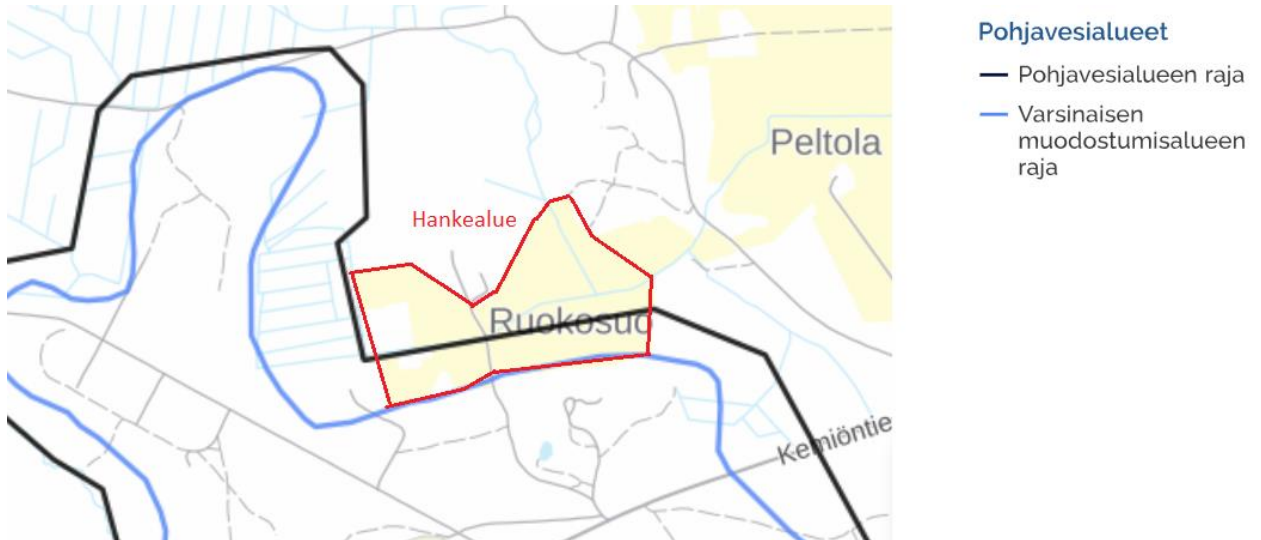 Pohjavesialueet
Pohjavesialueen raja
Varsinaisen
muodostumisalueen
raja
Peltola
Hankealue
Ruokosuo
Kemiöntie